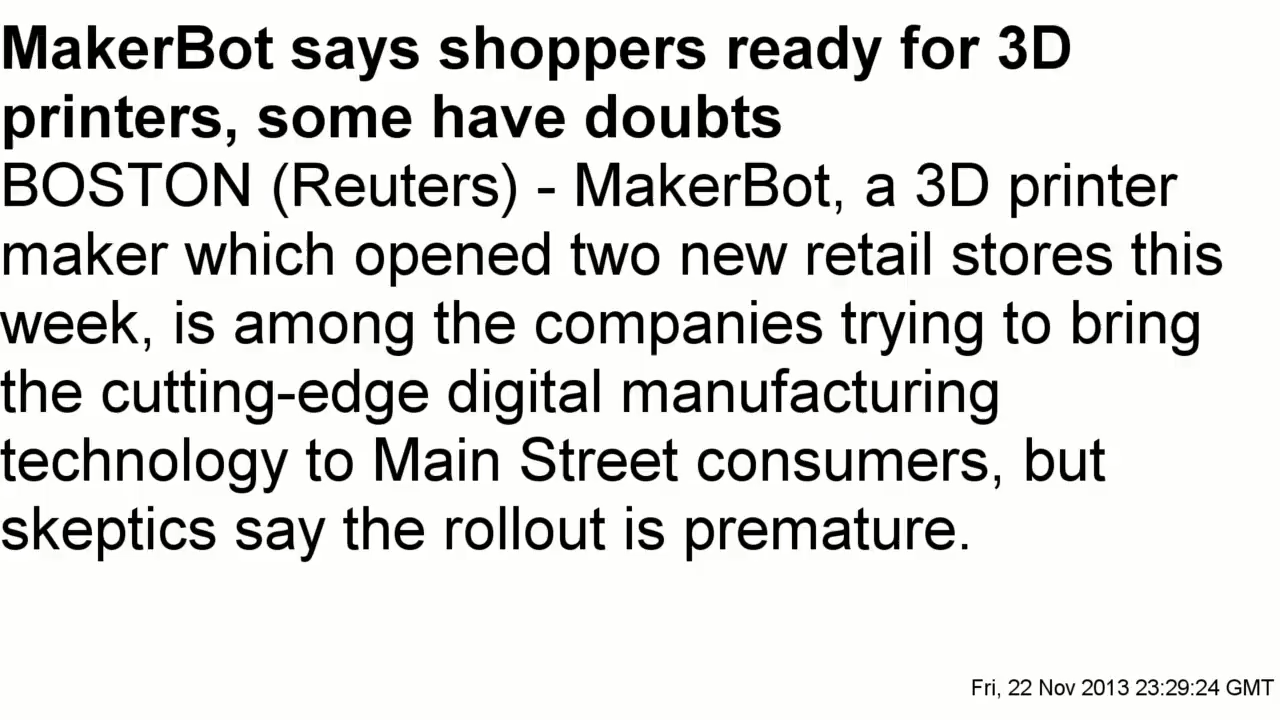 MakerBot says shoppers ready for 3D
printers, some have doubts
BOSTON (Reuters) - MakerBot, a 3D printer
maker which opened two new retail stores this
week, is among the companies trying to bring
the cutting-edge digital manufacturing
technology to Main Street consumers, but
skeptics say the rollout is premature.
Fri, 22 Nov 2013 23:29:24 GMT